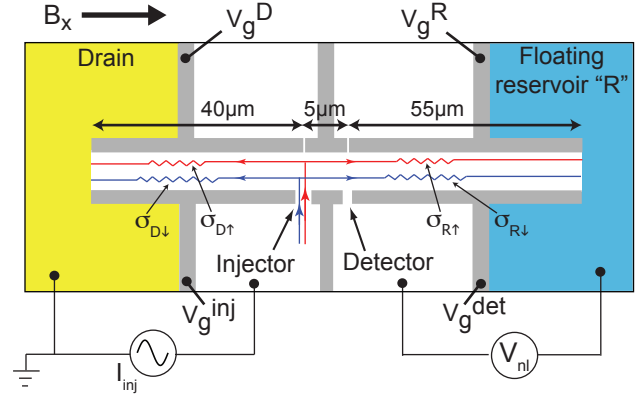 B_x
V_g^D
V_g^R
Drain
Floating
reservoir “R”
40μm
5μm
55μm
σ_D↓
σ_D↑
σ_R↑
σ_R↓
Injector
Detector
V_g^inj
V_g^det
I_inj
V_nl